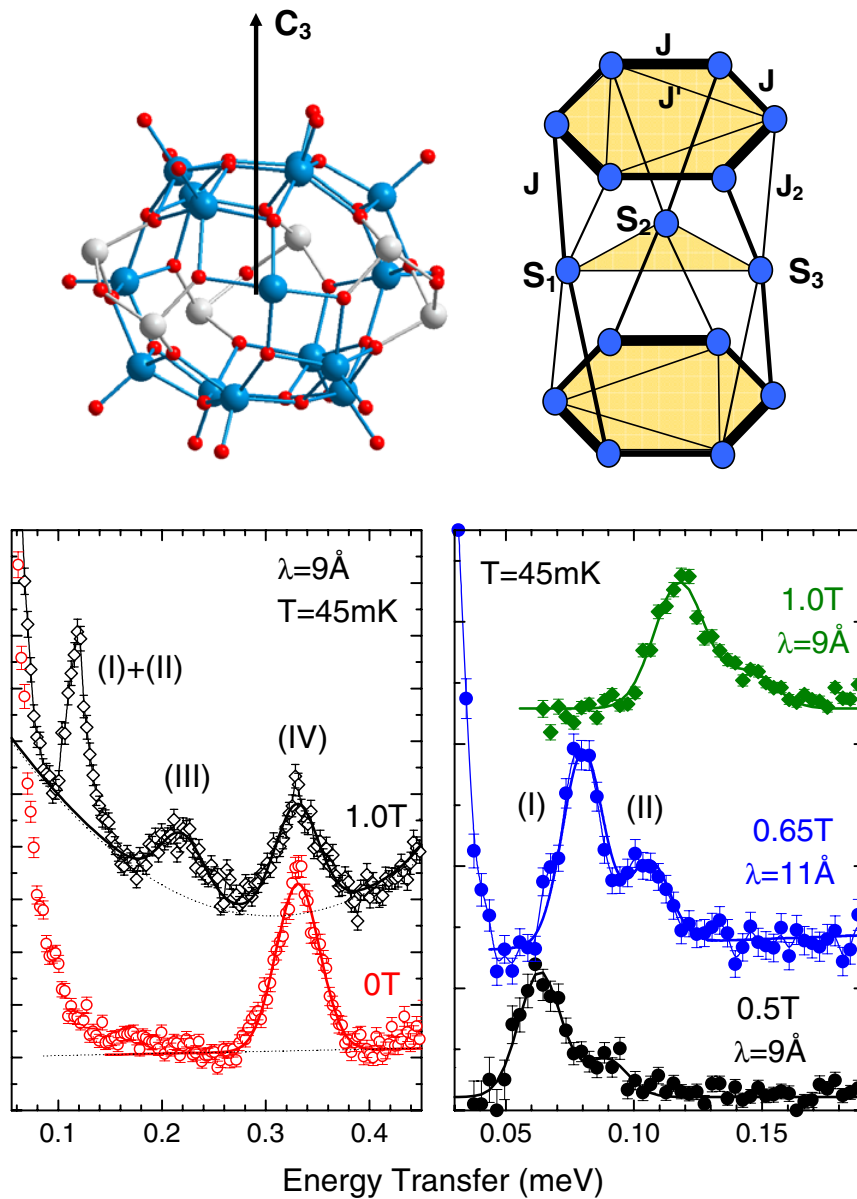 C₃
J
J
J'
J
J₂
S₂
S₁
S₃
λ=9Å
T=45mK
(I)+(II)
(III)
(IV)
1.0T
0T
0.1
0.2
0.3
0.4
T=45mK
1.0T
λ=9Å
(I)
(II)
0.65T
λ=11Å
0.5T
λ=9Å
0.05
0.10
0.15
Energy Transfer (meV)